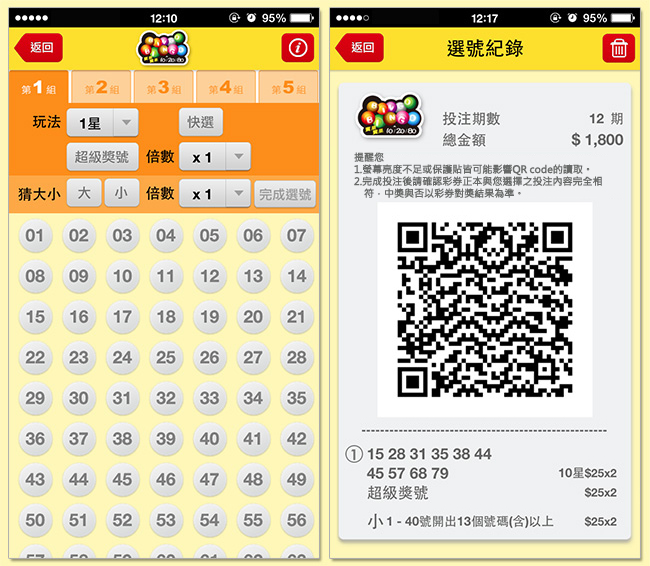 12:10
95%
返回
BINGO
BINGO
賓果賓果
10/20/80
第1組
第2組
第3組
第4組
第5組
玩法
1星
快選
超級獎號
倍數
x 1
猜大小
大
小
倍數
x 1
完成選號
01 02 03 04 05 06 07
08 09 10 11 12 13 14
15 16 17 18 19 20 21
22 23 24 25 26 27 28
29 30 31 32 33 34 35
36 37 38 39 40 41 42
43 44 45 46 47 48 49
50 51 52 53 54 55 56
57 58 59 60 61 62 63
12:17
95%
返回
選號紀錄
BINGO
BINGO
10/20/80
投注期數 12 期
總金額 $ 1,800
提醒您
1.螢幕亮度不足或保護貼皆可能影響QR code的讀取。
2.完成投注後請確認彩券正本與您選擇之投注內容完全相
符，中獎與否以彩券對獎結果為準。
① 15 28 31 35 38 44
45 57 68 79 10星$25x2
超級獎號 $25x2
小 1 - 40號開出13個號碼(含)以上 $25x2